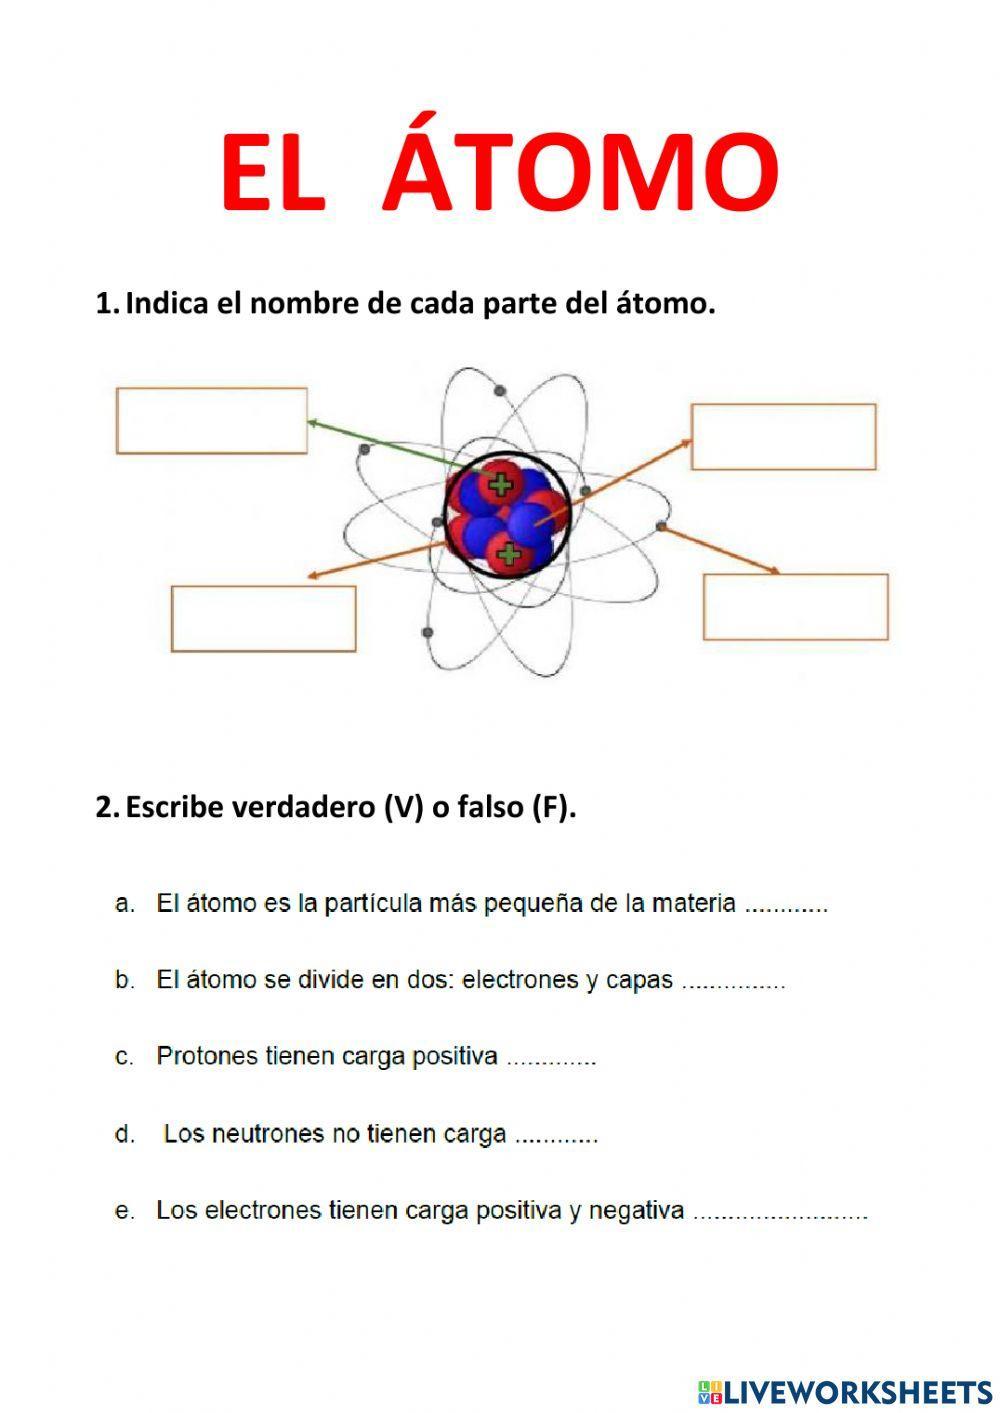 EL ÁTOMO
1. Indica el nombre de cada parte del átomo.
2. Escribe verdadero (V) o falso (F).
a. El átomo es la partícula más pequeña de la materia ............
b. El átomo se divide en dos: electrones y capas ...............
c. Protones tienen carga positiva .............
d. Los neutrones no tienen carga ............
e. Los electrones tienen carga positiva y negativa .........................
LIVE LIVEWORKSHEETS